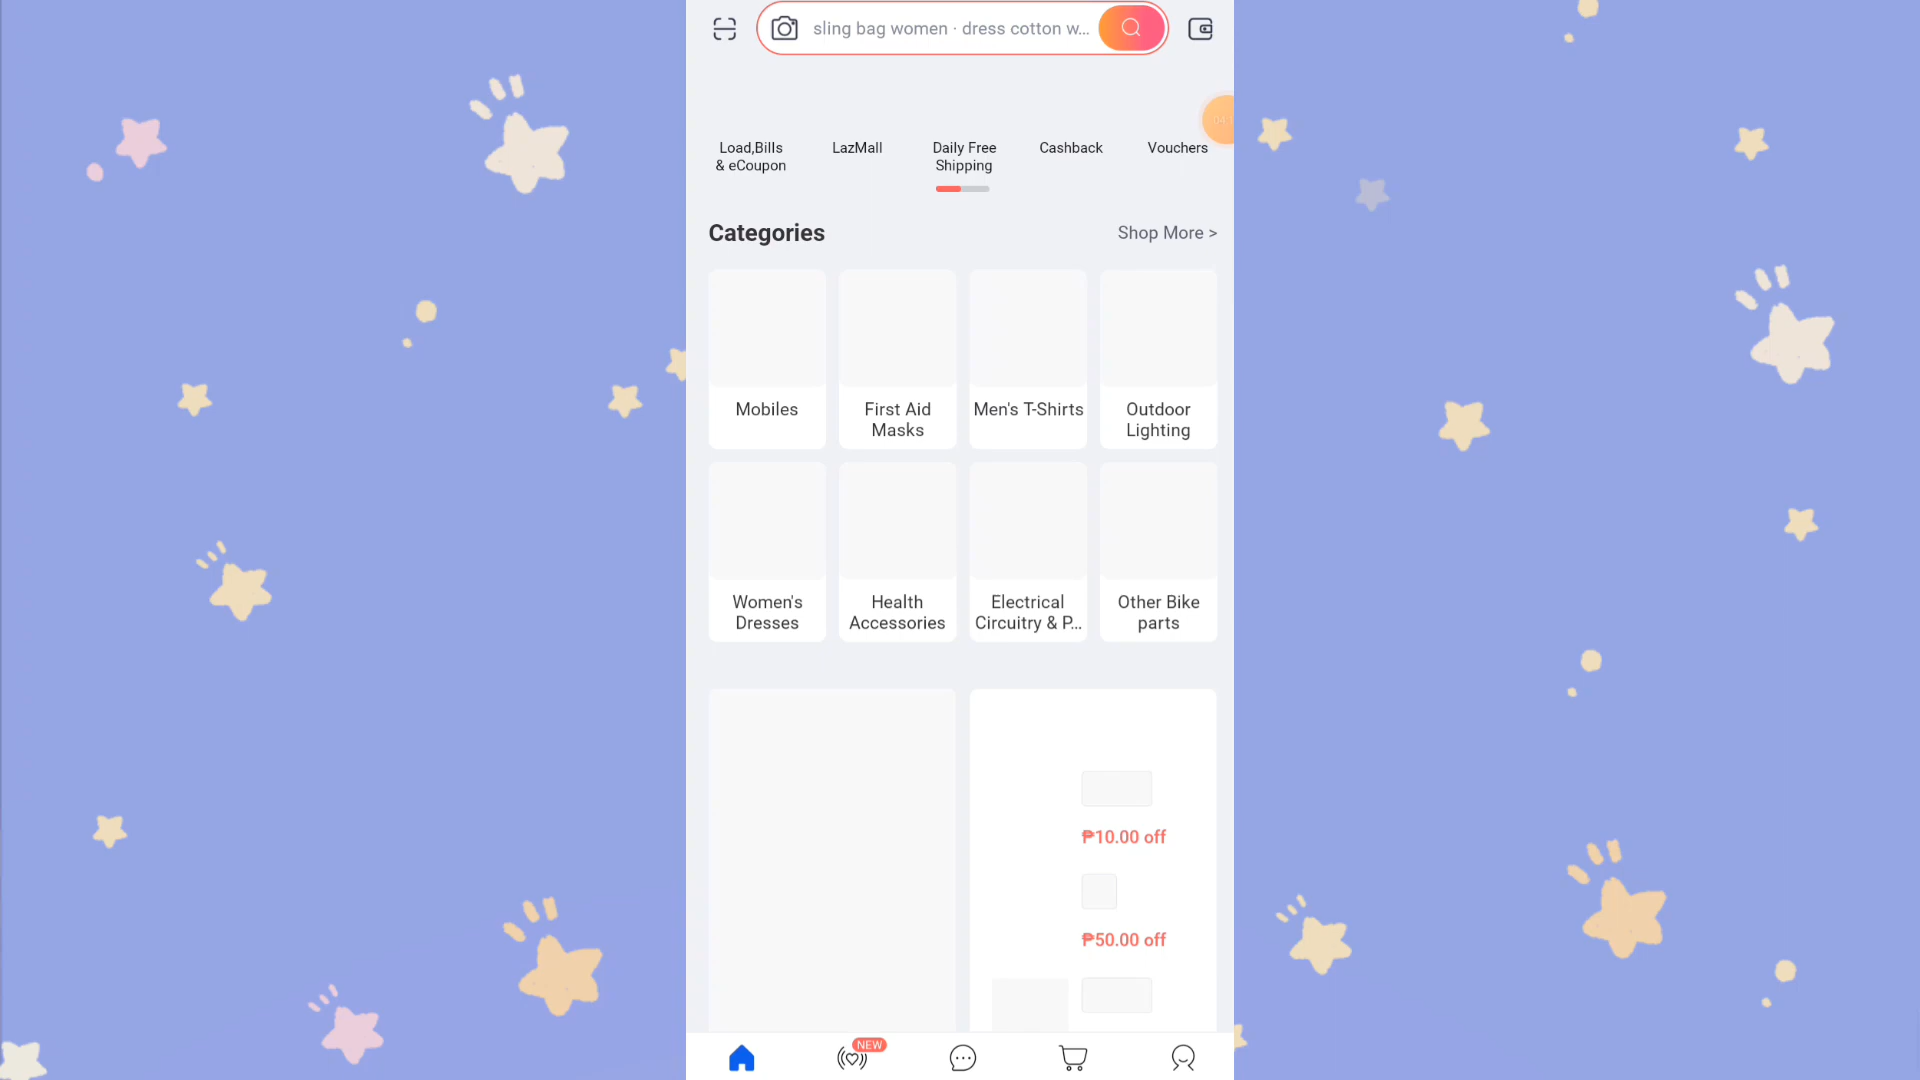 sling bag women · dress cotton w...
Load,Bills
& eCoupon
LazMall
Daily Free
Shipping
Cashback
Vouchers
Categories
Shop More >
Mobiles
First Aid
Masks
Men's T-Shirts
Outdoor
Lighting
Women's
Dresses
Health
Accessories
Electrical
Circuitry & P...
Other Bike
parts
₱10.00 off
₱50.00 off
NEW